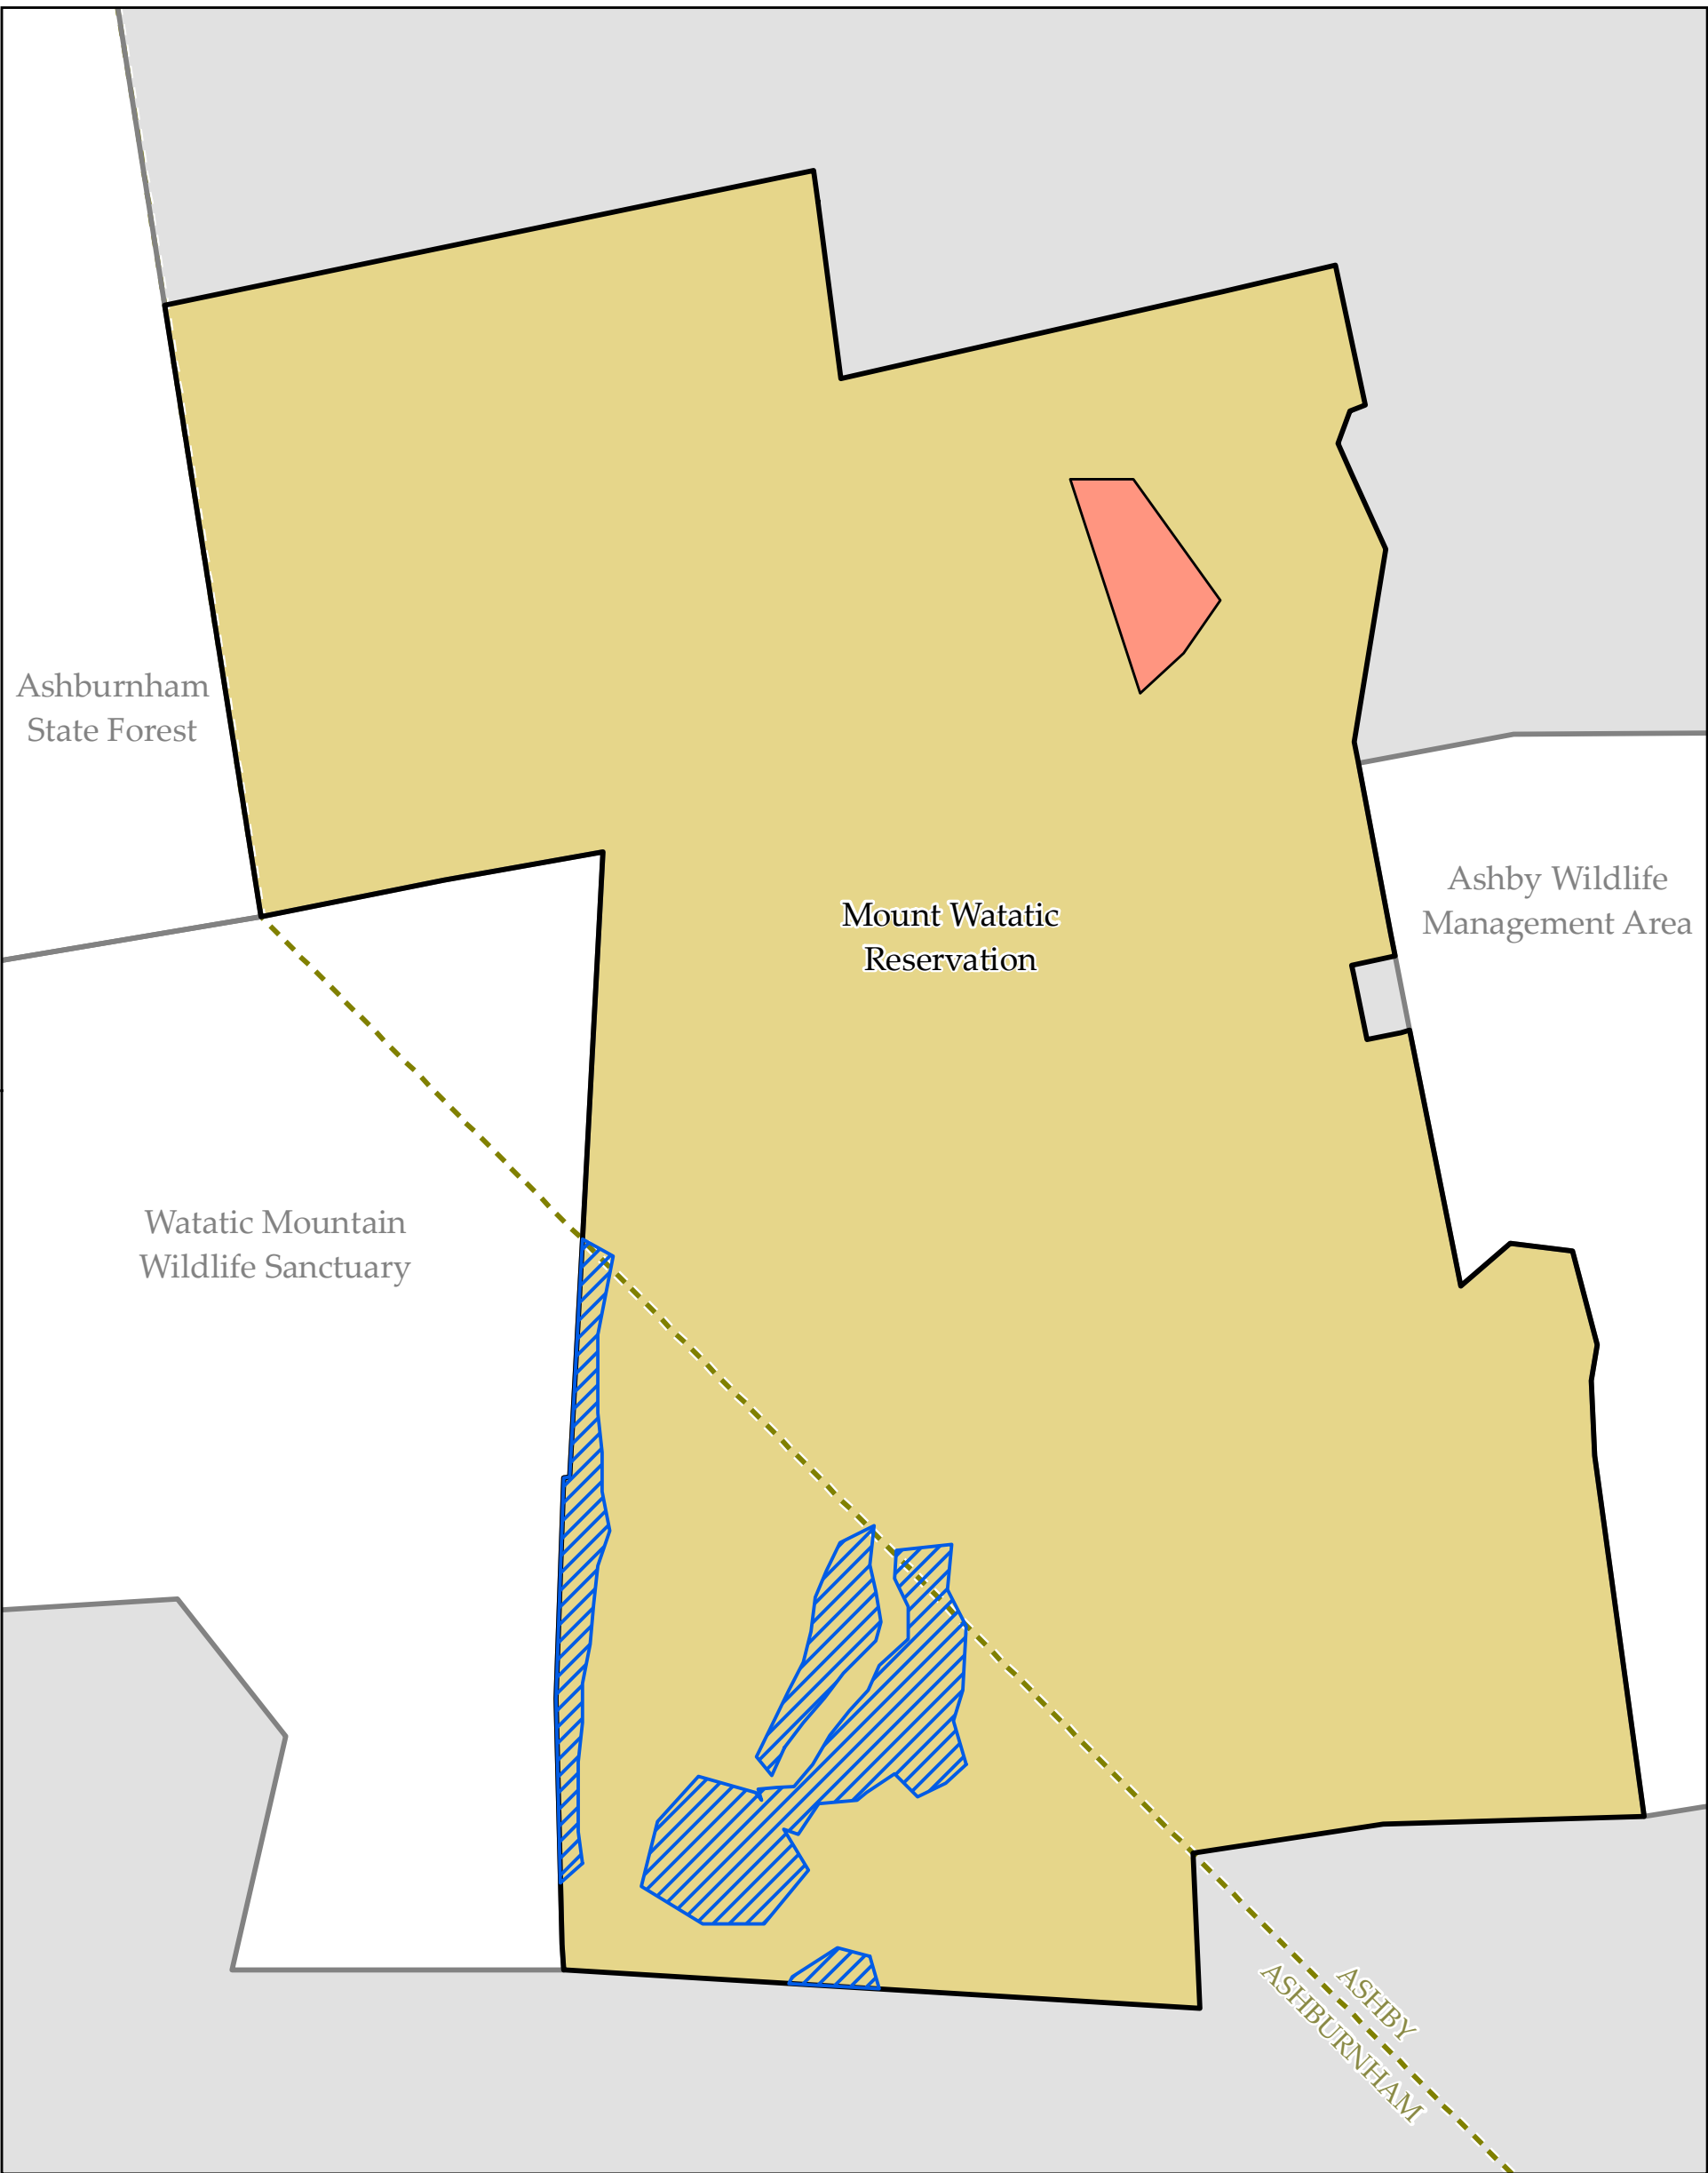 Ashburnham
State Forest
Ashby Wildlife
Management Area
Mount Watatic
Reservation
Watatic Mountain
Wildlife Sanctuary
ASHBY
ASHBURNHAM